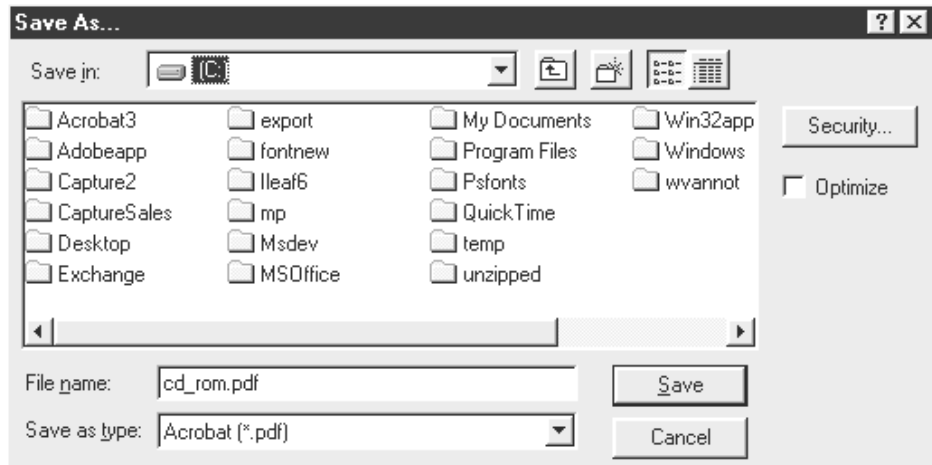 Save As...
? X
Save in: (C:)
Acrobat3 export My Documents Win32app
Adobeapp fontnew Program Files Windows
Capture2 Ileaf6 Psfonts wvannot
CaptureSales mp QuickTime
Desktop Msdev temp
Exchange MSOffice unzipped
Security...
Optimize
File name: cd_rom.pdf
Save
Save as type: Acrobat (*.pdf)
Cancel